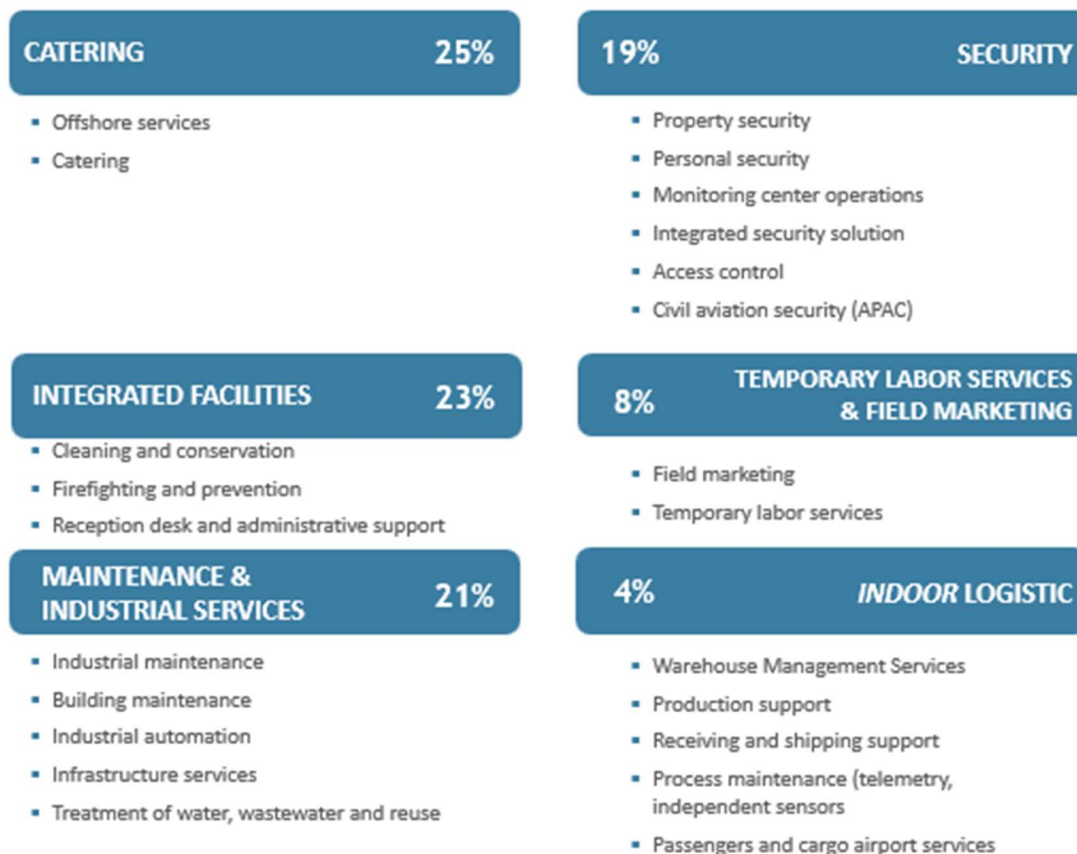 CATERING 25%
▪ Offshore services
▪ Catering
19% SECURITY
▪ Property security
▪ Personal security
▪ Monitoring center operations
▪ Integrated security solution
▪ Access control
▪ Civil aviation security (APAC)
INTEGRATED FACILITIES 23%
▪ Cleaning and conservation
▪ Firefighting and prevention
▪ Reception desk and administrative support
8% TEMPORARY LABOR SERVICES
& FIELD MARKETING
▪ Field marketing
▪ Temporary labor services
MAINTENANCE &
INDUSTRIAL SERVICES 21%
▪ Industrial maintenance
▪ Building maintenance
▪ Industrial automation
▪ Infrastructure services
▪ Treatment of water, wastewater and reuse
4% INDOOR LOGISTIC
▪ Warehouse Management Services
▪ Production support
▪ Receiving and shipping support
▪ Process maintenance (telemetry,
independent sensors
▪ Passengers and cargo airport services